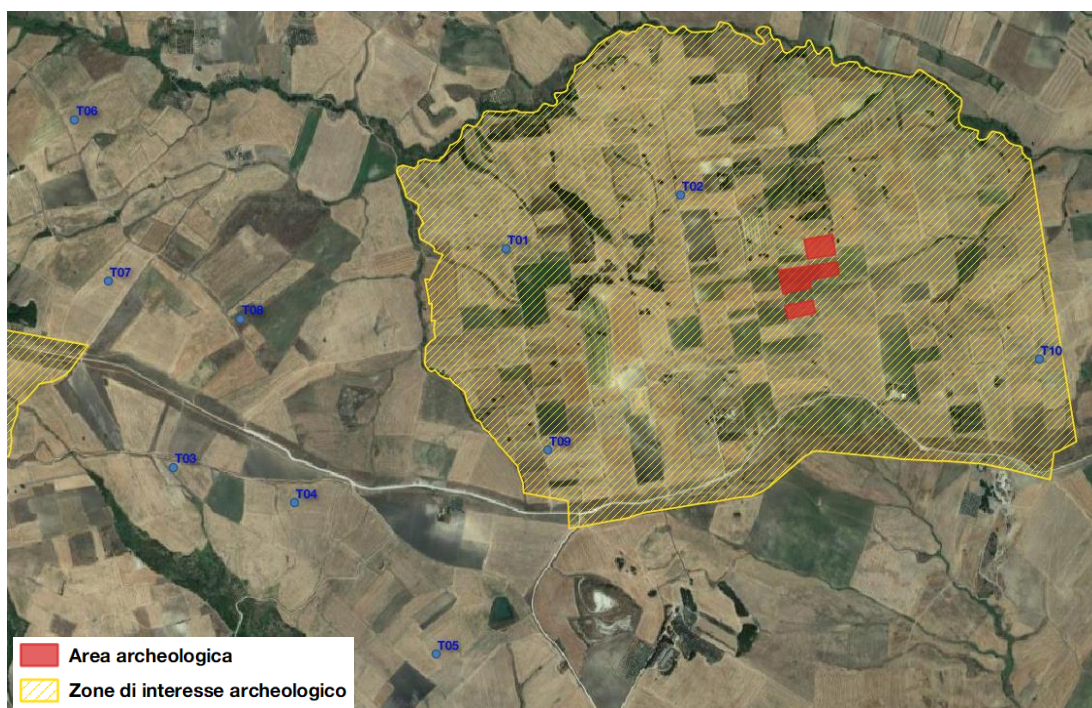 T06
T02
T01
T07
T08
T10
T09
T03
T04
T05
Area archeologica
Zone di interesse archeologico